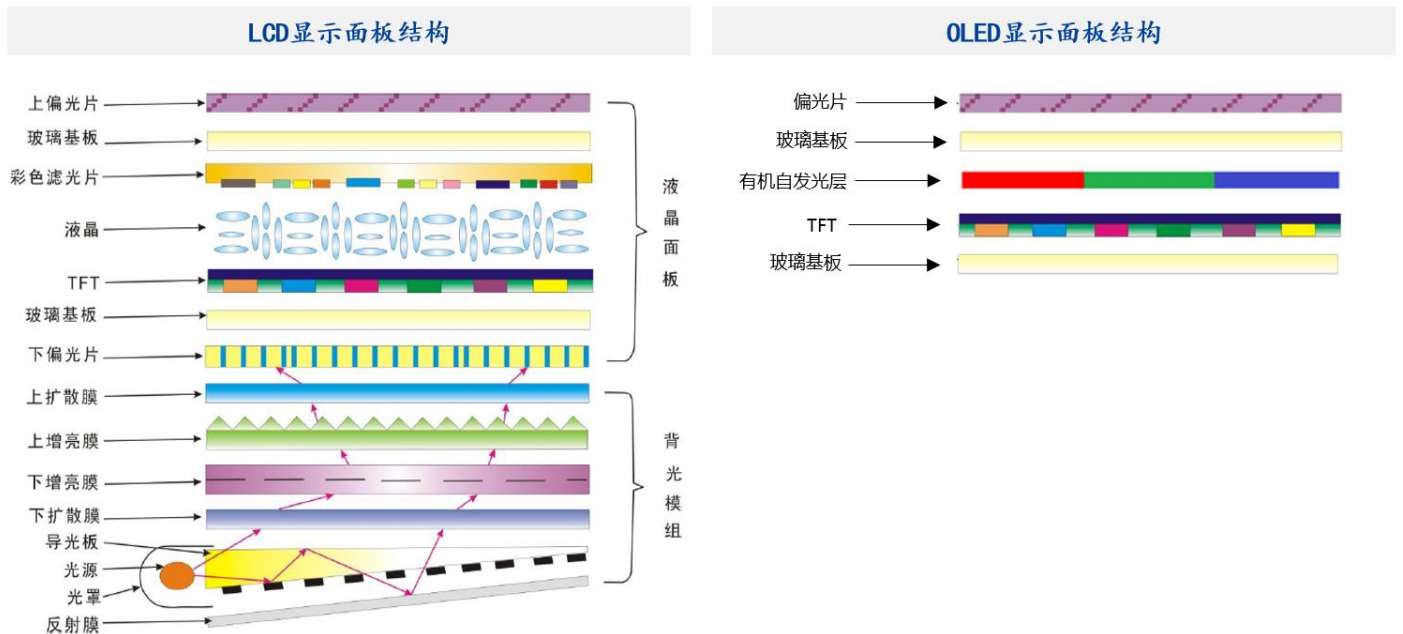 LCD显示面板结构
上偏光片
玻璃基板
彩色滤光片
液晶
TFT
玻璃基板
下偏光片
液晶面板
上扩散膜
上增亮膜
下增亮膜
下扩散膜
导光板
光源
光罩
反射膜
背光模组
OLED显示面板结构
偏光片
玻璃基板
有机自发光层
TFT
玻璃基板